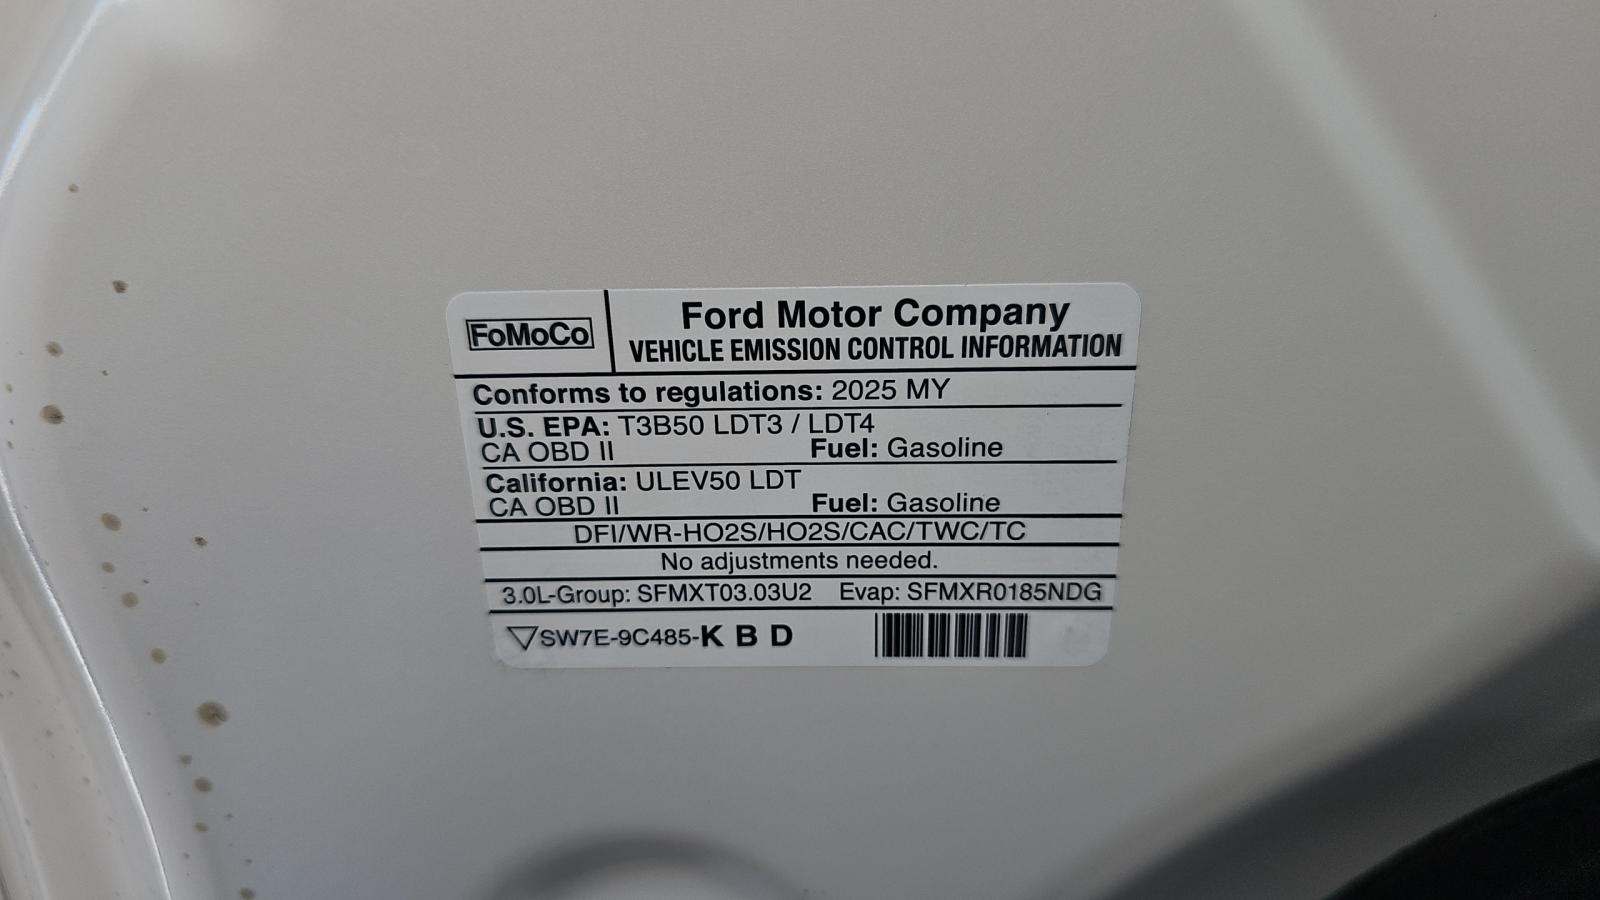 FoMoCo
Ford Motor Company
VEHICLE EMISSION CONTROL INFORMATION
Conforms to regulations: 2025 MY
U.S. EPA: T3B50 LDT3 / LDT4
CA OBD II Fuel: Gasoline
California: ULEV50 LDT
CA OBD II Fuel: Gasoline
DFI/WR-HO2S/HO2S/CAC/TWC/TC
No adjustments needed.
3.0L-Group: SFMXT03.03U2 Evap: SFMXR0185NDG
SW7E-9C485-K B D